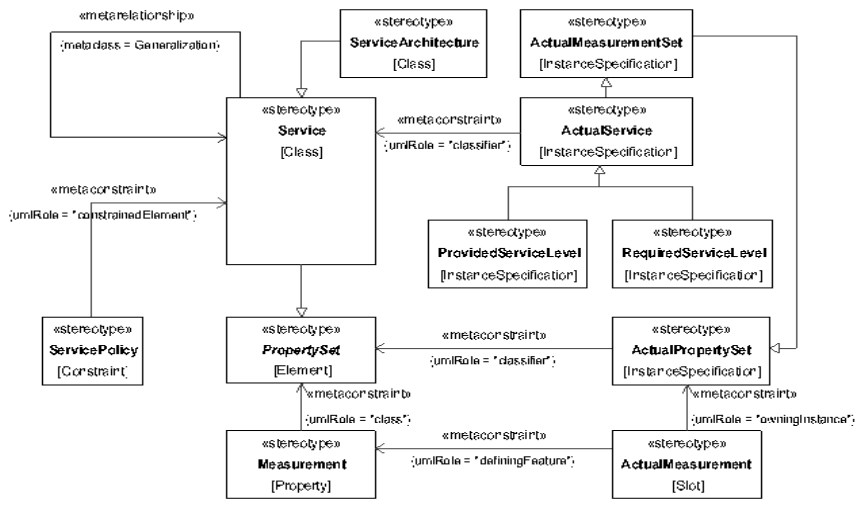 «metarelationship»
{metaclass = Generalization}
«stereotype»
ServiceArchitecture
[Class]
«stereotype»
ActualMeasurementSet
[InstanceSpecification]
«stereotype»
Service
[Class]
«metaconstraint»
{umlRole = "classifier"}
«stereotype»
ActualService
[InstanceSpecification]
«metaconstraint»
{umlRole = "constrainedElement"}
«stereotype»
ProvidedServiceLevel
[InstanceSpecification]
«stereotype»
RequiredServiceLevel
[InstanceSpecification]
«stereotype»
ServicePolicy
[Constraint]
«stereotype»
PropertySet
[Element]
«metaconstraint»
{umlRole = "classifier"}
«stereotype»
ActualPropertySet
[InstanceSpecification]
«metaconstraint»
{umlRole = "class"}
«metaconstraint»
{umlRole = "owningInstance"}
«stereotype»
Measurement
[Property]
«metaconstraint»
{umlRole = "definingFeature"}
«stereotype»
ActualMeasurement
[Slot]